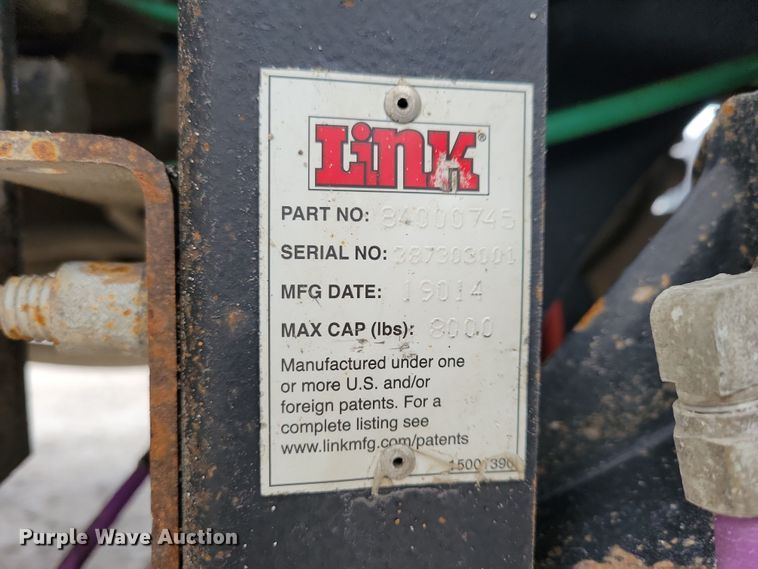 Link®
PART NO: 84000745
SERIAL NO: 387303001
MFG DATE: 19014
MAX CAP (lbs): 8000
Manufactured under one
or more U.S. and/or
foreign patents. For a
complete listing see
www.linkmfg.com/patents
Purple Wave Auction